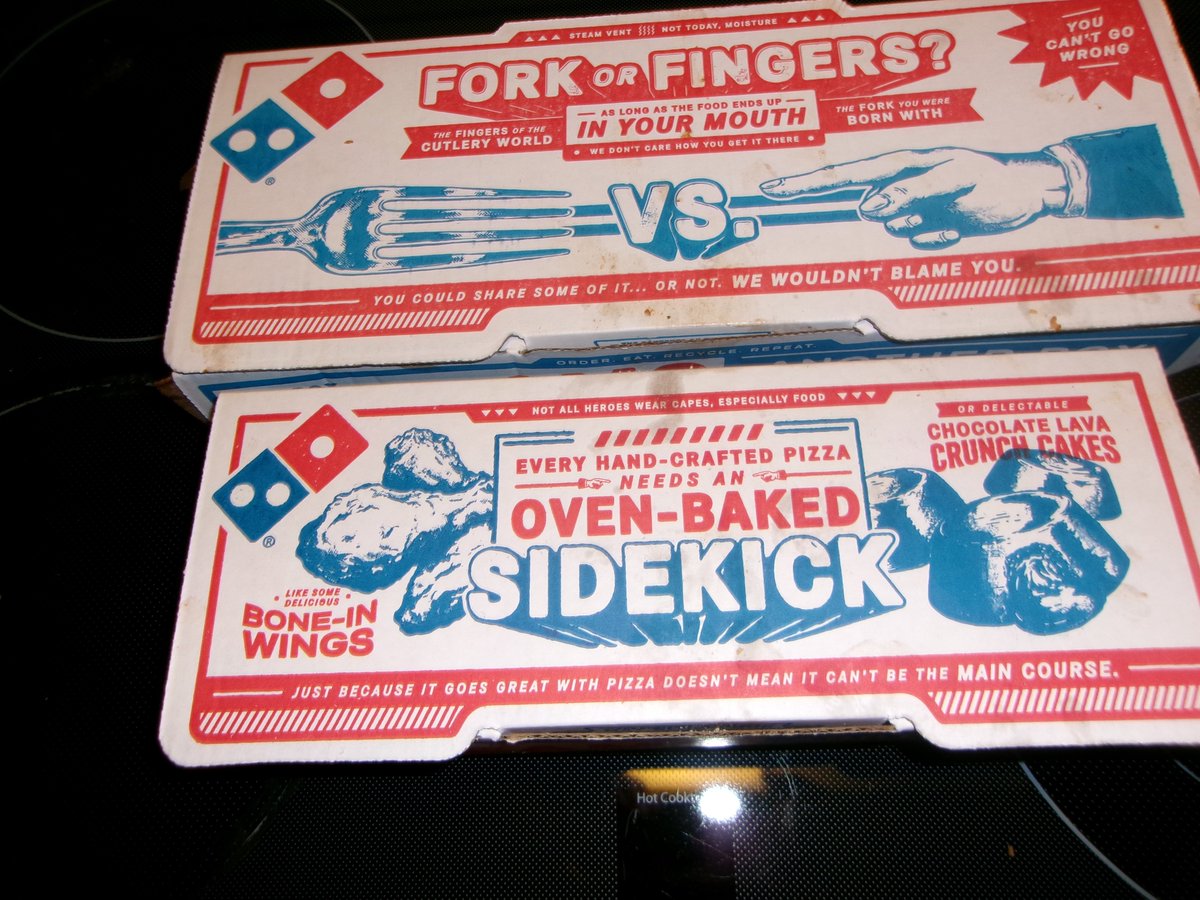 STEAM VENT NOT TODAY, MOISTURE
FORK OR FINGERS?
YOU
CAN'T GO
WRONG
THE FINGERS OF THE
CUTLERY WORLD
AS LONG AS THE FOOD ENDS UP
IN YOUR MOUTH
WE DON'T CARE HOW YOU GET IT THERE
THE FORK YOU WERE
BORN WITH
VS.
®
YOU COULD SHARE SOME OF IT... OR NOT. WE WOULDN'T BLAME YOU.
ORDER. EAT. RECYCLE. REPEAT.
NOT ALL HEROES WEAR CAPES, ESPECIALLY FOOD
EVERY HAND-CRAFTED PIZZA
NEEDS AN
OVEN-BAKED
SIDEKICK
OR DELECTABLE
CHOCOLATE LAVA
CRUNCH CAKES
®
LIKE SOME
DELICIOUS
BONE-IN
WINGS
JUST BECAUSE IT GOES GREAT WITH PIZZA DOESN'T MEAN IT CAN'T BE THE MAIN COURSE.
Hot